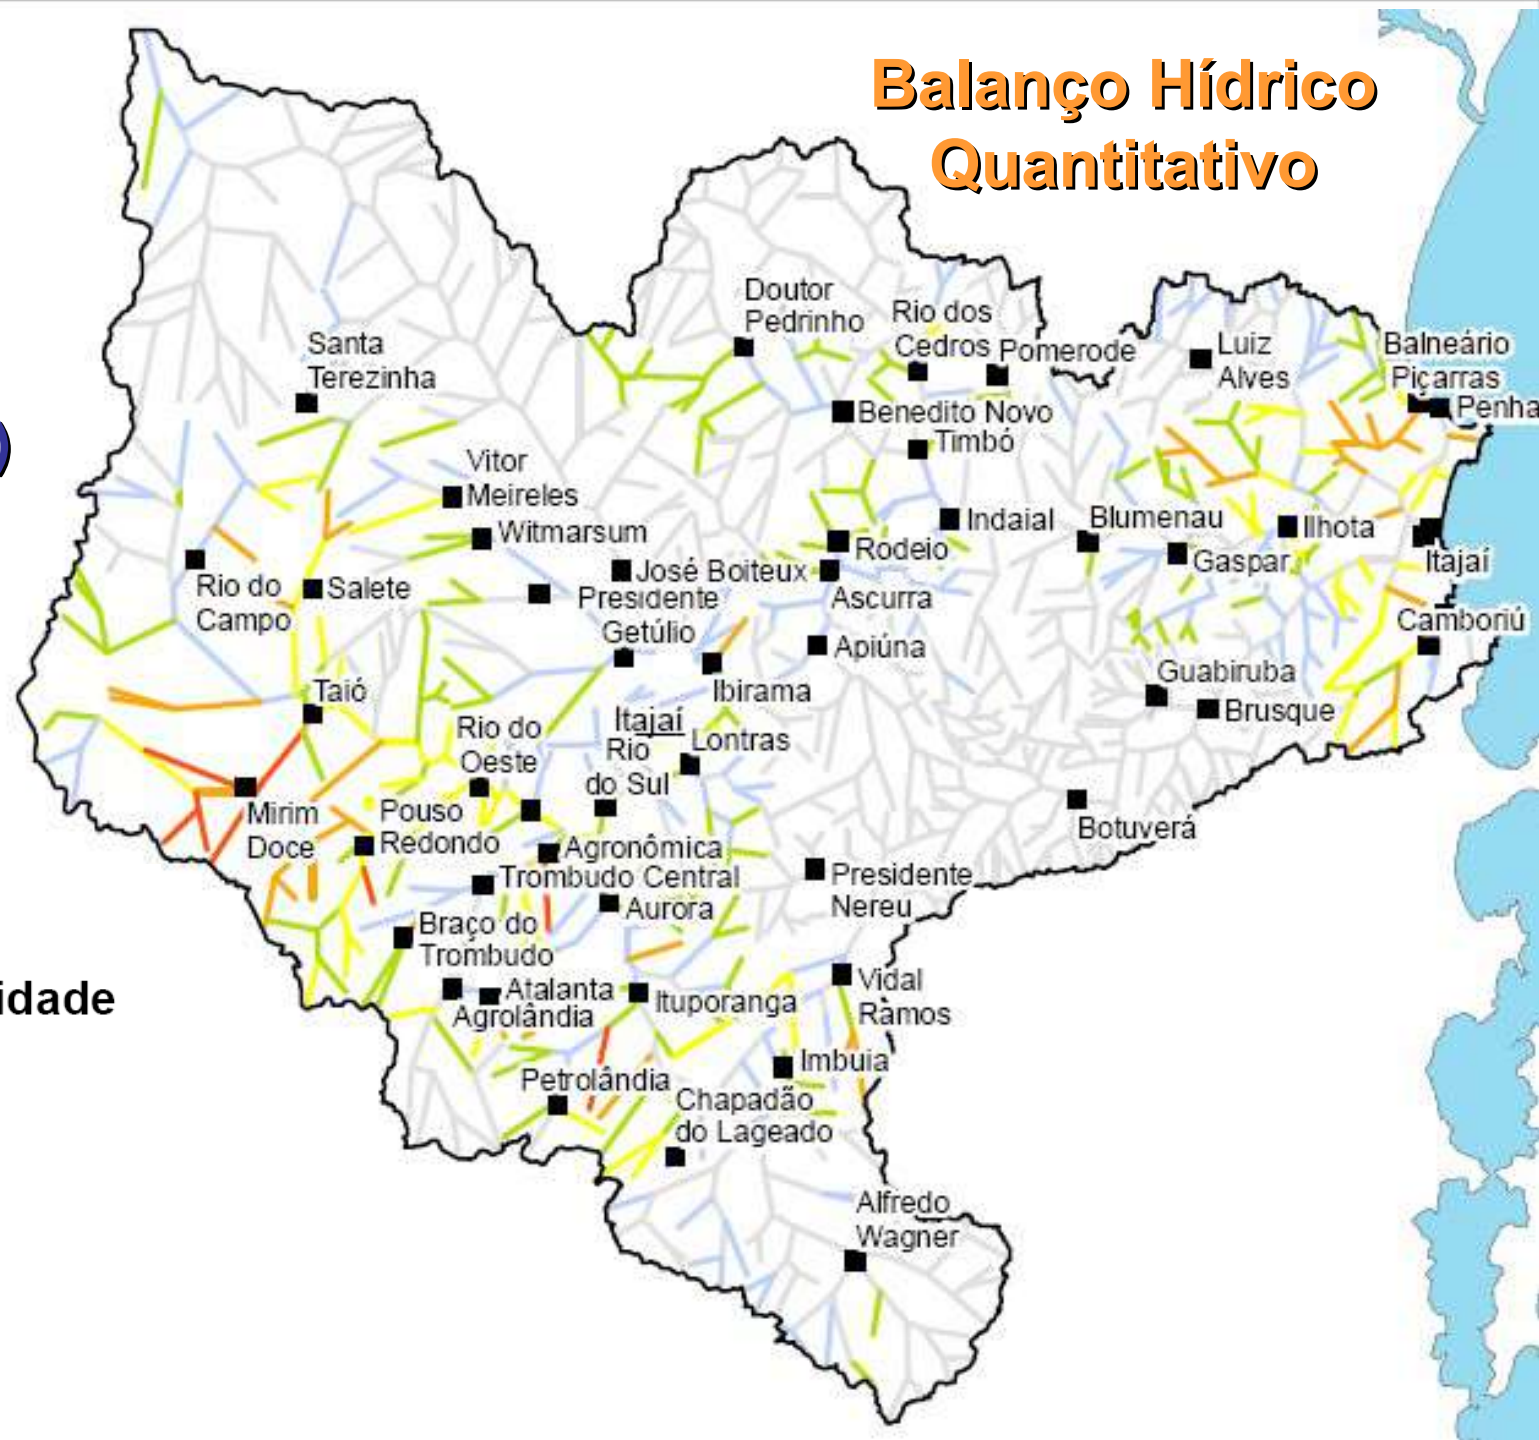 Balanço Hídrico
Quantitativo
Doutor
Pedrinho
Rio dos
Cedros
Pomerode
Santa
Terezinha
Luiz
Alves
Balneário
Piçarras
Penha
Benedito Novo
Timbó
Vitor
Meireles
Witmarsum
Indaial
Blumenau
Ilhota
Rodeio
Gaspar
Itajaí
José Boiteux
Rio do
Campo
Salete
Presidente
Getúlio
Ascurra
Camboriú
Apiúna
Guabiruba
Ibirama
Taió
Brusque
Itajaí
Rio
do Sul
Lontras
Rio do
Oeste
Mirim
Doce
Pouso
Redondo
Botuverá
Agronômica
Trombudo Central
Presidente
Nereu
Aurora
Braço do
Trombudo
idade
Atalanta
Agrolândia
Ituporanga
Vidal
Ramos
Imbuia
Petrolândia
Chapadão
do Lageado
Alfredo
Wagner